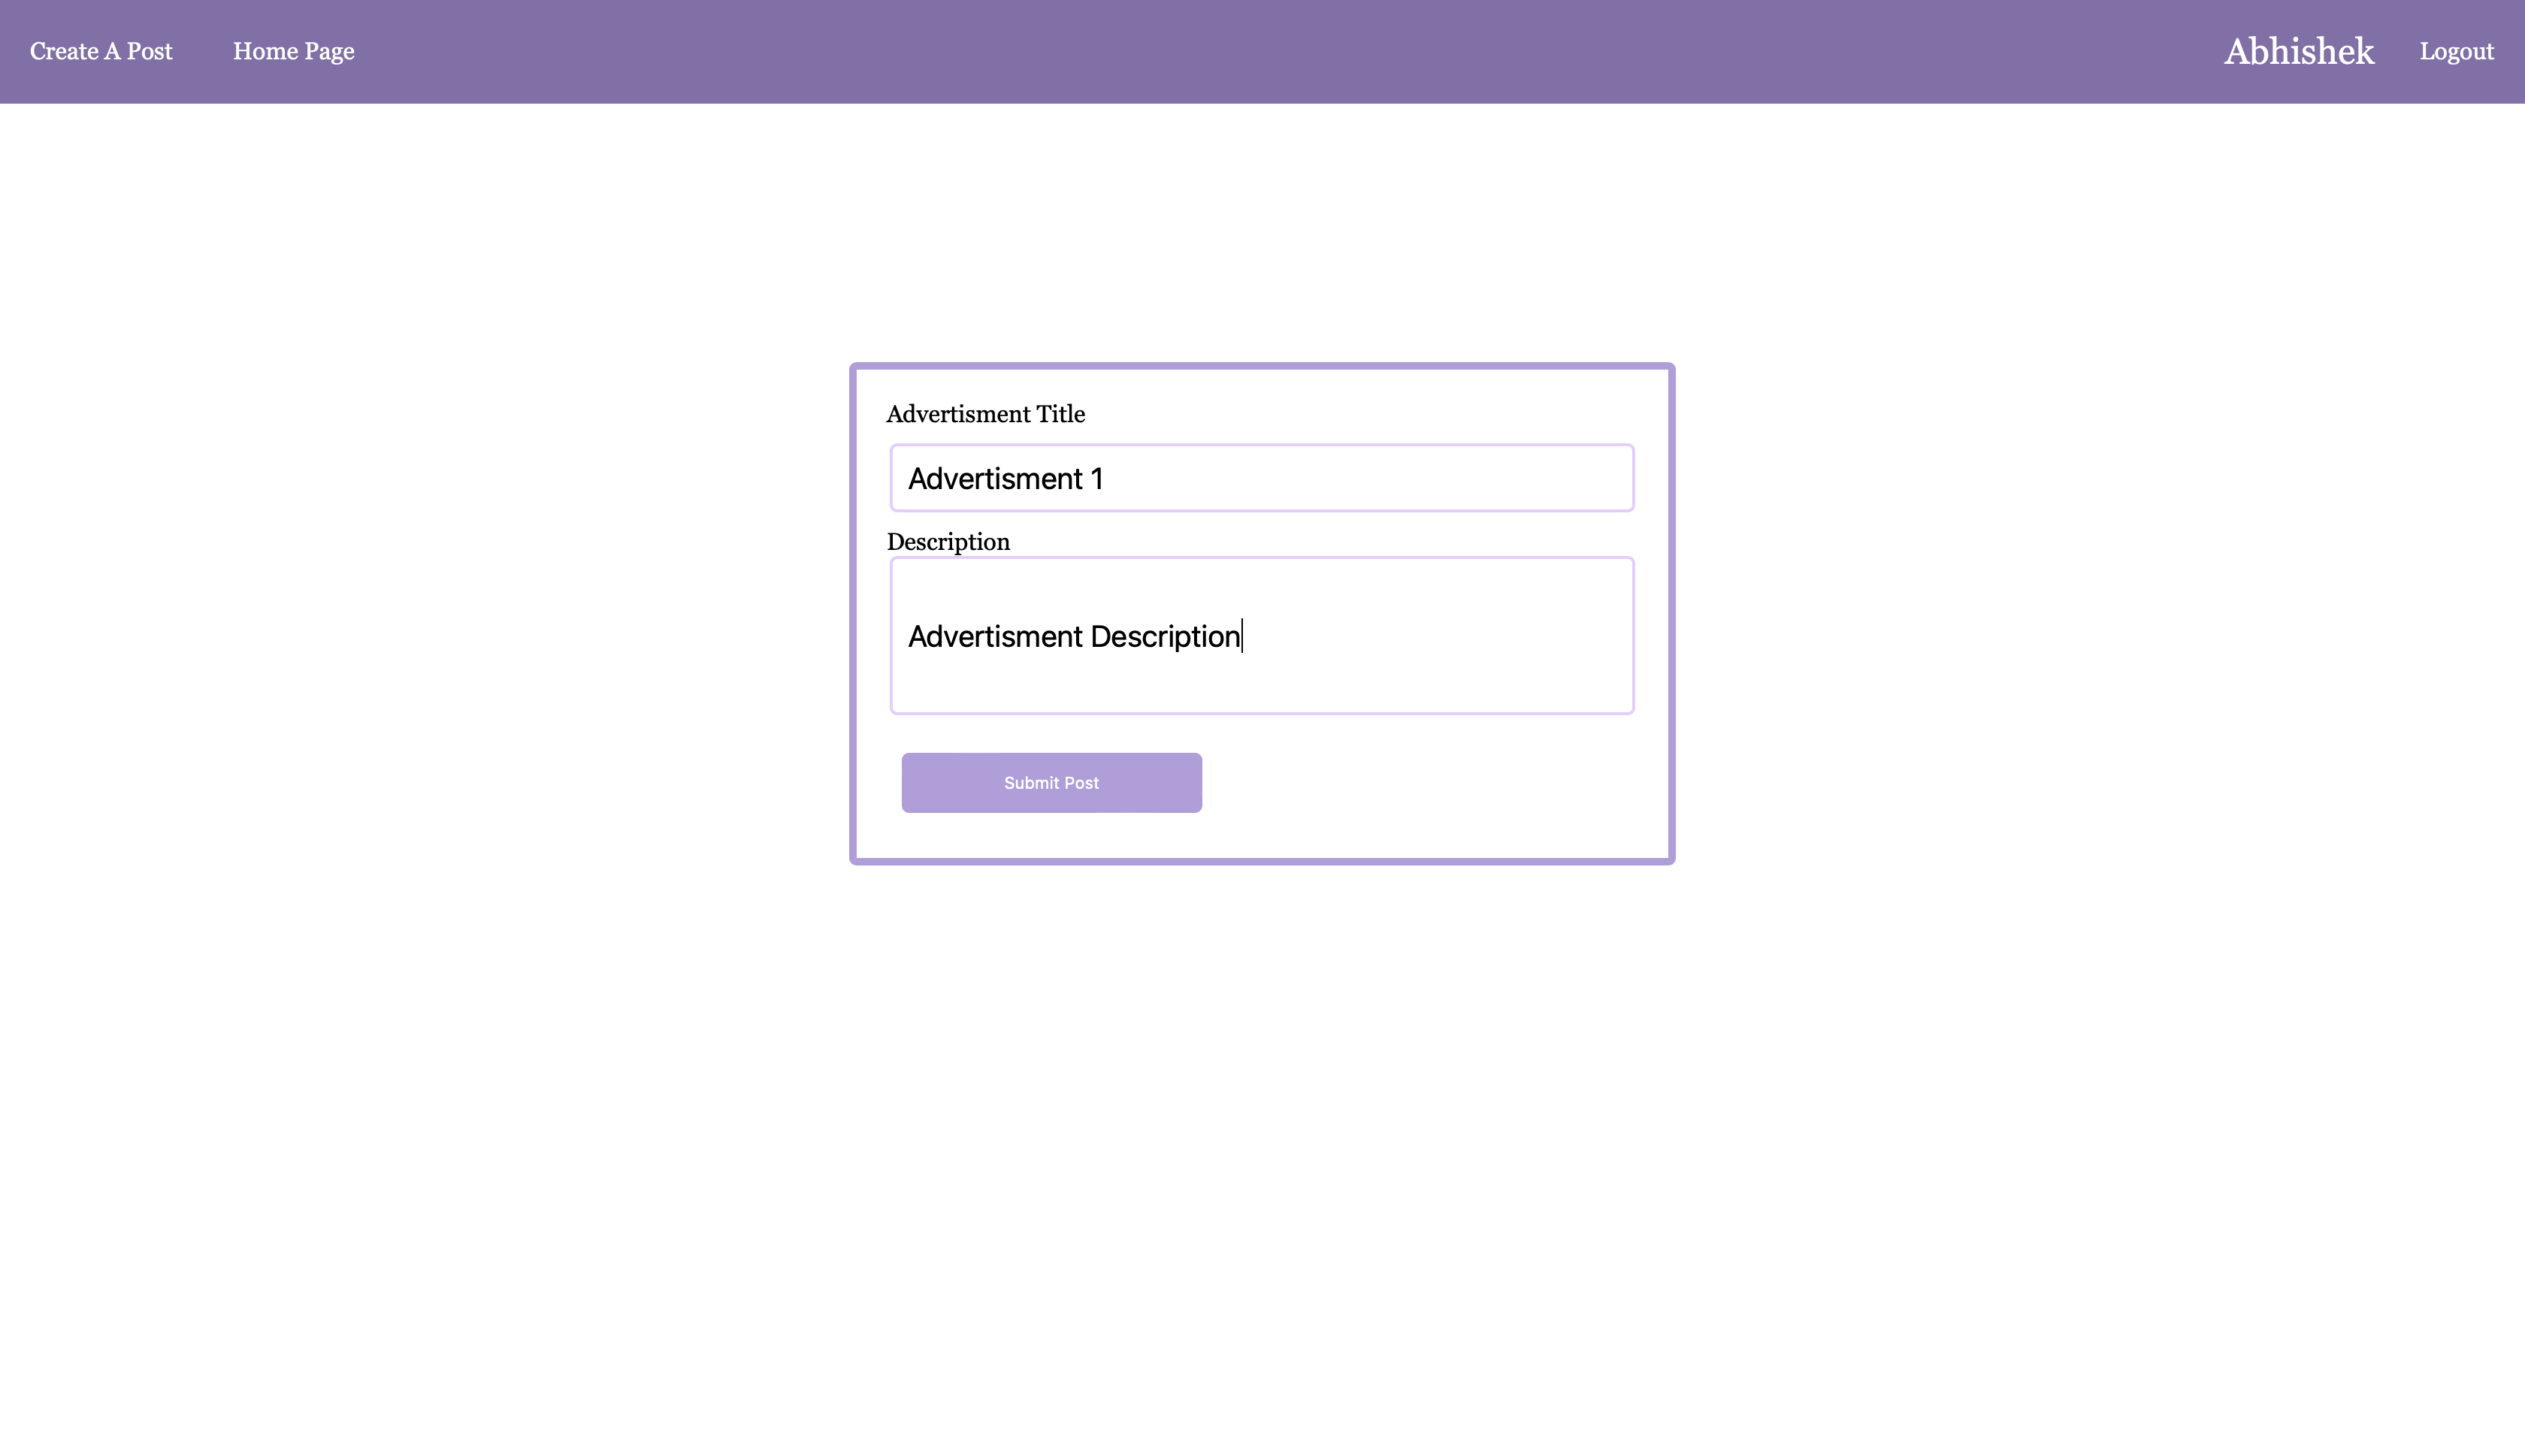 Create A Post Home Page Abhishek Logout
Advertisment Title
Advertisment 1
Description
Advertisment Description
Submit Post